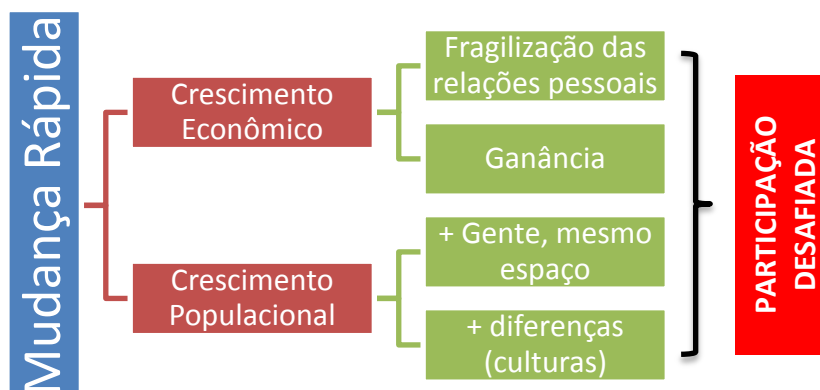 Mudança Rápida
Crescimento
Econômico
Fragilização das
relações pessoais
Ganância
Crescimento
Populacional
+ Gente, mesmo
espaço
+ diferenças
(culturas)
PARTICIPAÇÃO
DESAFIADA